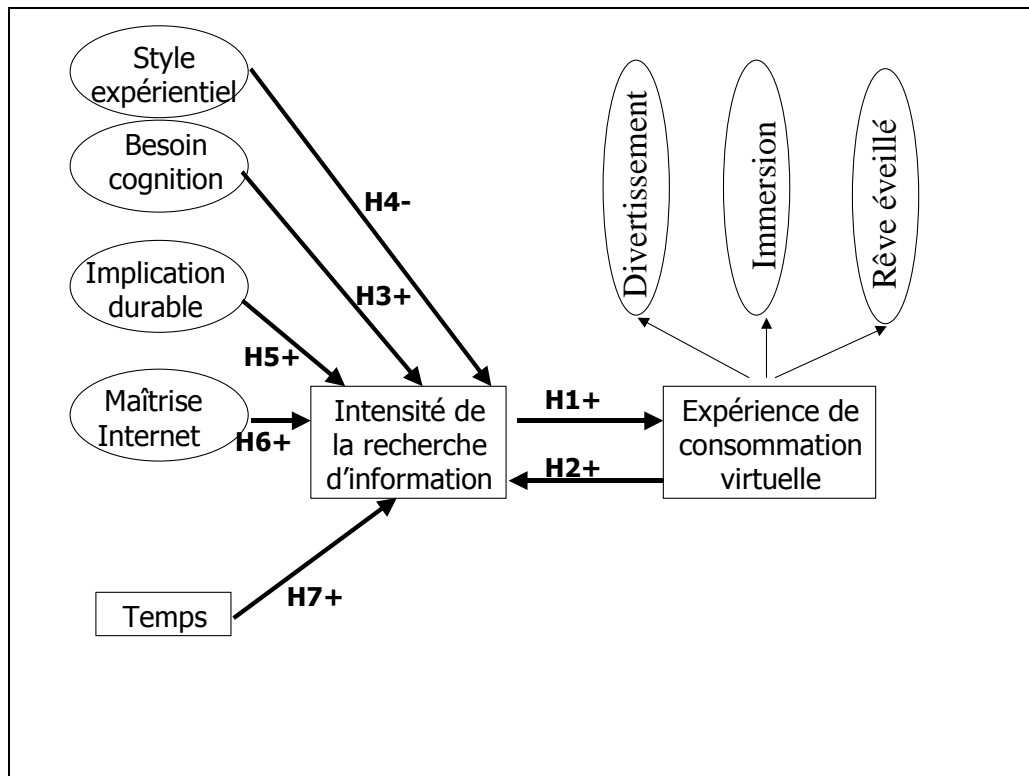 Style
expérientiel
Besoin
cognition
Implication
durable
Maîtrise
Internet
Temps
H4-
H3+
H5+
H6+
H7+
Intensité de
la recherche
d’information
H1+
H2+
Expérience de
consommation
virtuelle
Divertissement
Immersion
Rêve éveillé